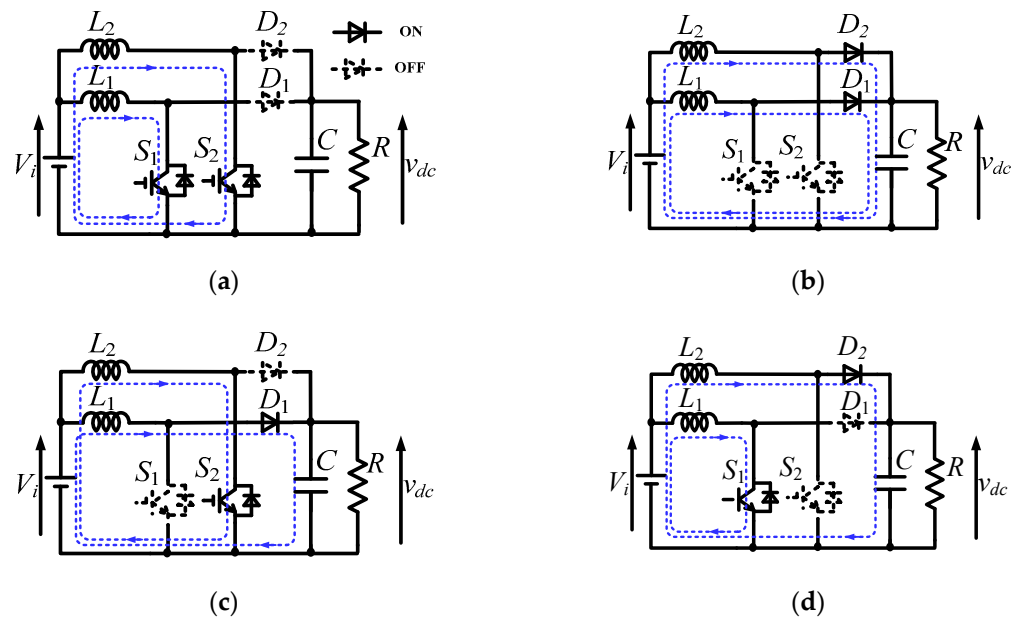 L2 D2 ON
L1 D1 OFF
S1 S2 C R
Vi vdc
(a)
L2 D2
L1 D1
S1 S2 C R
Vi vdc
(b)
L2 D2
L1 D1
S1 S2 C R
Vi vdc
(c)
L2 D2
L1 D1
S1 S2 C R
Vi vdc
(d)